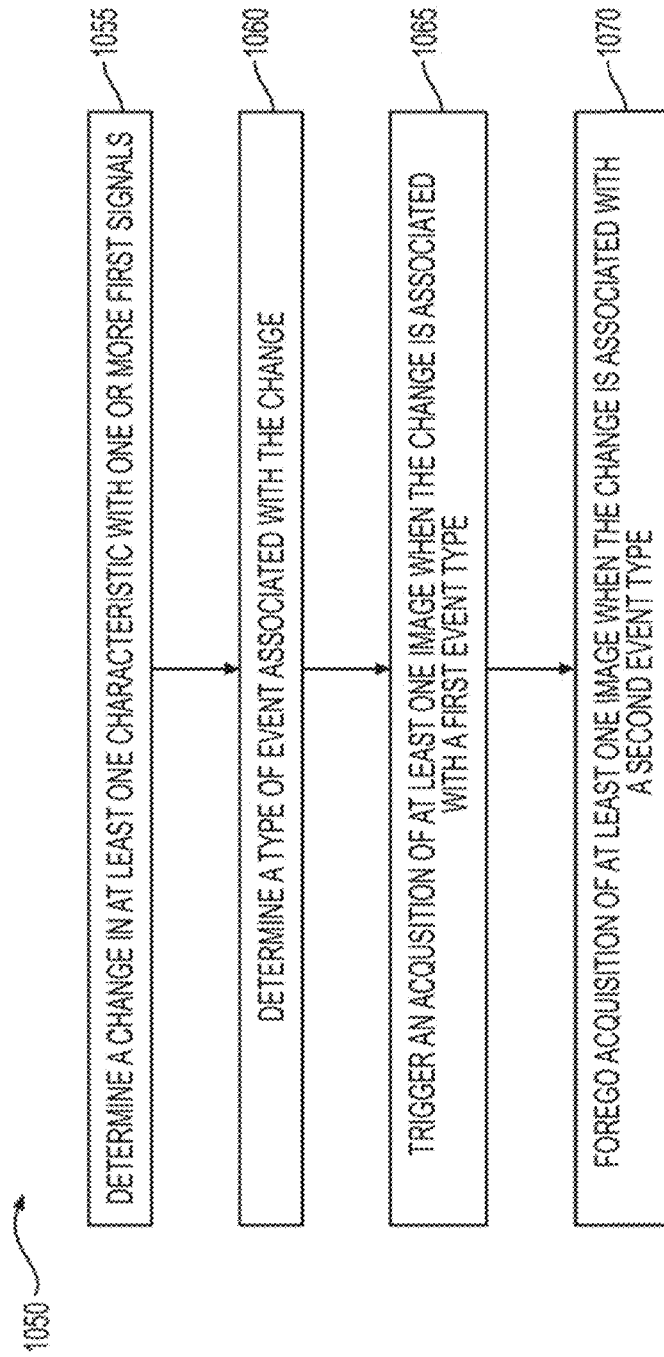 1050
DETERMINE A CHANGE IN AT LEAST ONE CHARACTERISTIC WITH ONE OR MORE FIRST SIGNALS
1055
DETERMINE A TYPE OF EVENT ASSOCIATED WITH THE CHANGE
1060
TRIGGER AN ACQUSITION OF AT LEAST ONE IMAGE WHEN THE CHANGE IS ASSOCIATED
WITH A FIRST EVENT TYPE
1065
FOREGO ACQUISITION OF AT LEAST ONE IMAGE WHEN THE CHANGE IS ASSOCIATED WITH
A SECOND EVENT TYPE
1070